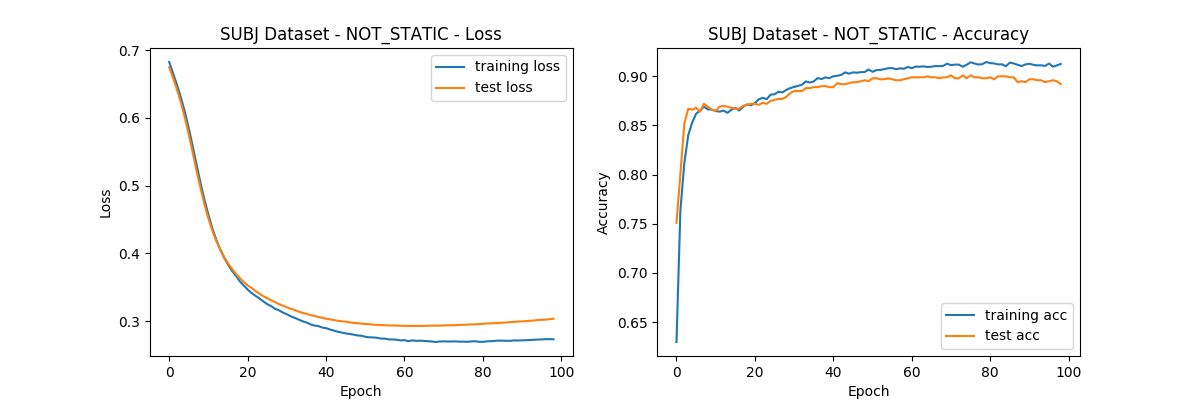 SUBJ Dataset - NOT_STATIC - Loss
0.7
0.6
0.5
0.4
0.3
Loss
0
20
40
60
80
100
Epoch
training loss
test loss
SUBJ Dataset - NOT_STATIC - Accuracy
0.90
0.85
0.80
0.75
0.70
0.65
Accuracy
0
20
40
60
80
100
Epoch
training acc
test acc